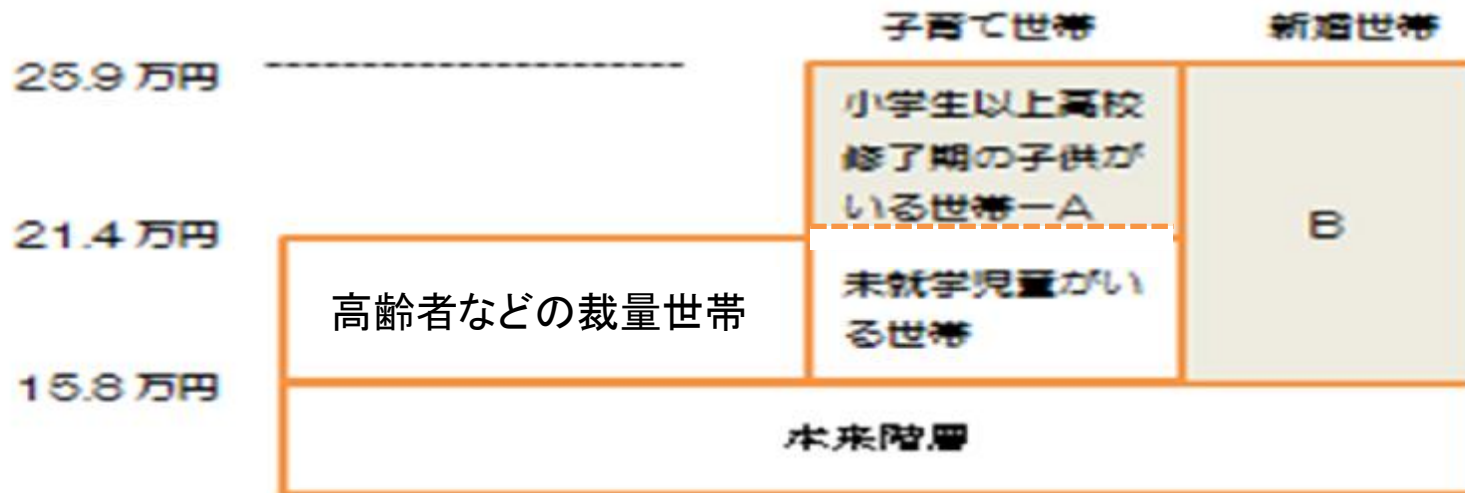 子育て世帯
新婚世帯
25.9万円
小学生以上高校
修了期の子供が
いる世帯ーA
21.4万円
B
高齢者などの裁量世帯
未就学児童がい
る世帯
15.8万円
本来階層